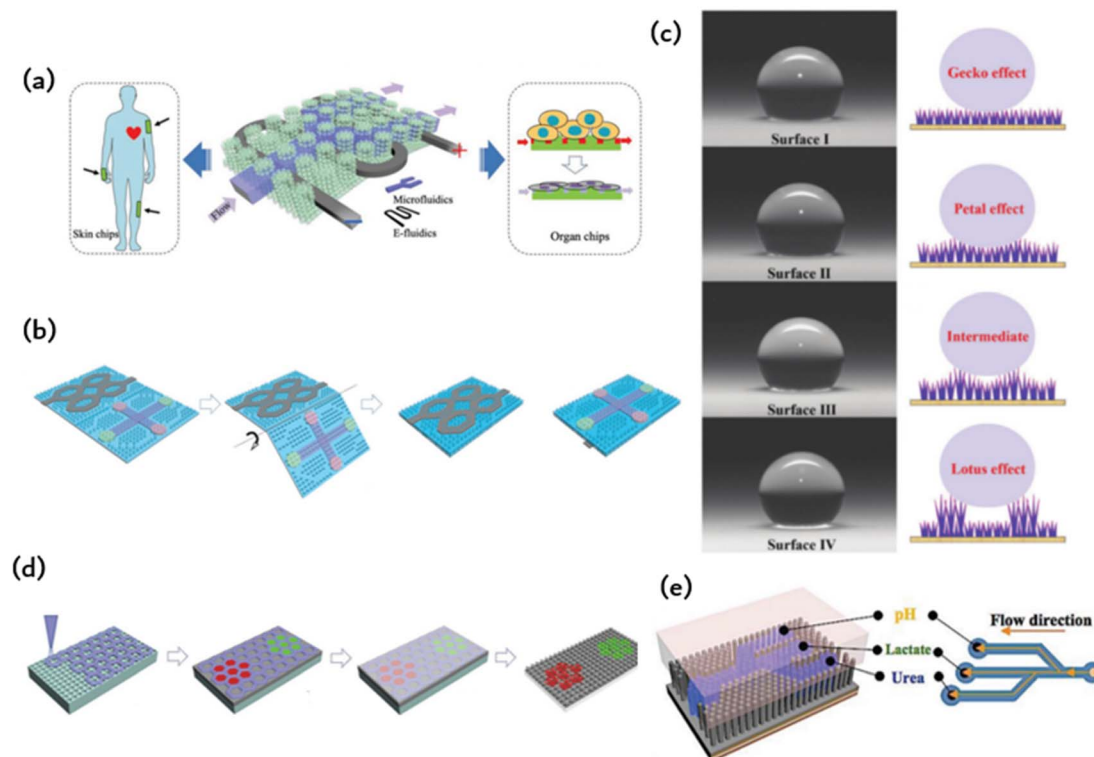 (a)
Skin chips
Flow
Microfluidics
E-fluidics
Organ chips
(b)
(c)
Surface I
Gecko effect
Surface II
Petal effect
Surface III
Intermediate
Surface IV
Lotus effect
(d)
(e)
pH
Lactate
Urea
Flow direction